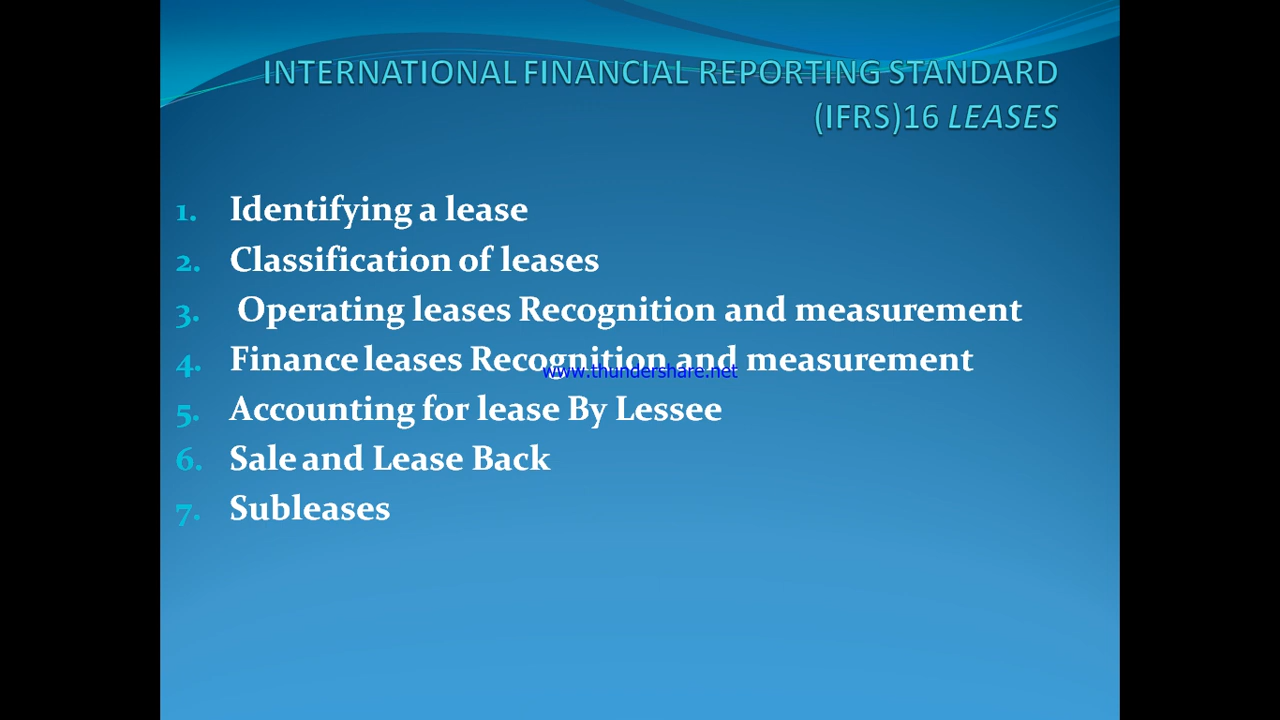 INTERNATIONAL FINANCIAL REPORTING STANDARD
(IFRS)16 LEASES
1. Identifying a lease
2. Classification of leases
3. Operating leases Recognition and measurement
4. Finance leases Recognition and measurement
www.thundershare.net
5. Accounting for lease By Lessee
6. Sale and Lease Back
7. Subleases